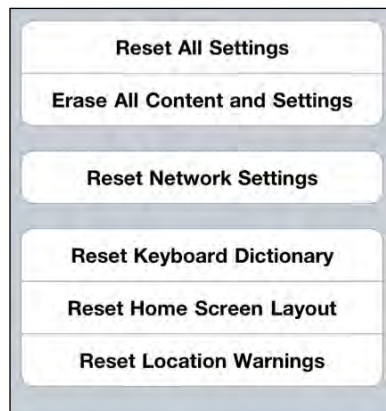 Reset All Settings
Erase All Content and Settings
Reset Network Settings
Reset Keyboard Dictionary
Reset Home Screen Layout
Reset Location Warnings